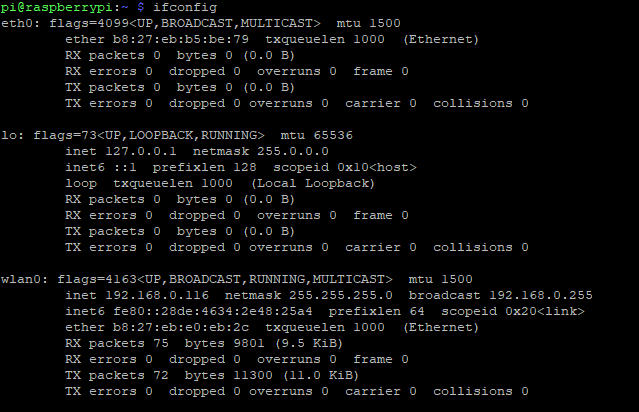 pi@raspberrypi:~ $ ifconfig
eth0: flags=4099<UP,BROADCAST,MULTICAST>  mtu 1500
ether b8:27:eb:b5:be:79  txqueuelen 1000  (Ethernet)
RX packets 0  bytes 0 (0.0 B)
RX errors 0  dropped 0  overruns 0  frame 0
TX packets 0  bytes 0 (0.0 B)
TX errors 0  dropped 0 overruns 0  carrier 0  collisions 0
lo: flags=73<UP,LOOPBACK,RUNNING>  mtu 65536
inet 127.0.0.1  netmask 255.0.0.0
inet6 ::1  prefixlen 128  scopeid 0x10<host>
loop  txqueuelen 1000  (Local Loopback)
RX packets 0  bytes 0 (0.0 B)
RX errors 0  dropped 0  overruns 0  frame 0
TX packets 0  bytes 0 (0.0 B)
TX errors 0  dropped 0 overruns 0  carrier 0  collisions 0
wlan0: flags=4163<UP,BROADCAST,RUNNING,MULTICAST>  mtu 1500
inet 192.168.0.116  netmask 255.255.255.0  broadcast 192.168.0.255
inet6 fe80::28de:4634:2e48:25a4  prefixlen 64  scopeid 0x20<link>
ether b8:27:eb:e0:eb:2c  txqueuelen 1000  (Ethernet)
RX packets 75  bytes 9801 (9.5 KiB)
RX errors 0  dropped 0  overruns 0  frame 0
TX packets 72  bytes 11300 (11.0 KiB)
TX errors 0  dropped 0 overruns 0  carrier 0  collisions 0